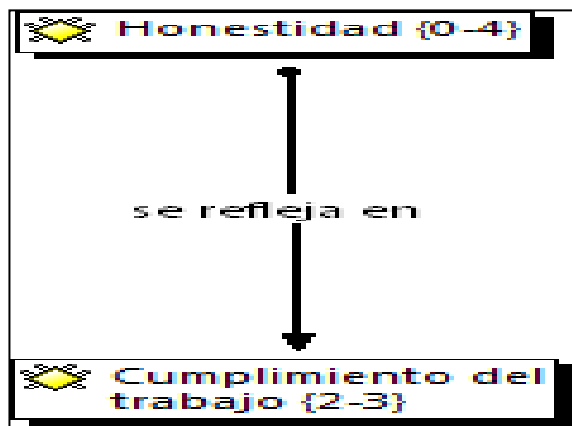 Honestidad {0-4}
se refleja en
Cumplimiento del
trabajo {2-3}